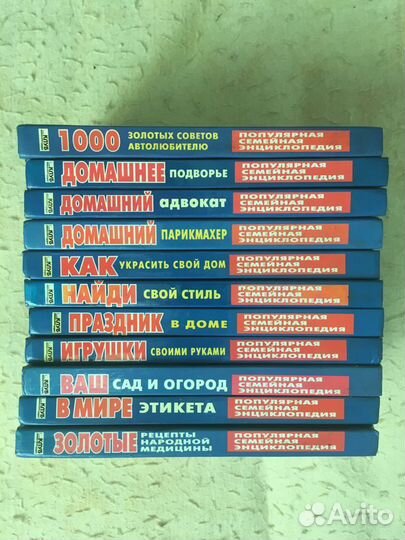 1000 ЗОЛОТЫХ СОВЕТОВ АВТОЛЮБИТЕЛЮ
ПОПУЛЯРНАЯ СЕМЕЙНАЯ ЭНЦИКЛОПЕДИЯ
ДОМАШНЕЕ ПОДВОРЬЕ
ПОПУЛЯРНАЯ СЕМЕЙНАЯ ЭНЦИКЛОПЕДИЯ
ДОМАШНИЙ АДВОКАТ
ПОПУЛЯРНАЯ СЕМЕЙНАЯ ЭНЦИКЛОПЕДИЯ
ДОМАШНИЙ ПАРИКМАХЕР
ПОПУЛЯРНАЯ СЕМЕЙНАЯ ЭНЦИКЛОПЕДИЯ
КАК УКРАСИТЬ СВОЙ ДОМ
ПОПУЛЯРНАЯ СЕМЕЙНАЯ ЭНЦИКЛОПЕДИЯ
НАЙДИ СВОЙ СТИЛЬ
ПОПУЛЯРНАЯ СЕМЕЙНАЯ ЭНЦИКЛОПЕДИЯ
ПРАЗДНИК В ДОМЕ
ПОПУЛЯРНАЯ СЕМЕЙНАЯ ЭНЦИКЛОПЕДИЯ
ИГРУШКИ СВОИМИ РУКАМИ
ПОПУЛЯРНАЯ СЕМЕЙНАЯ ЭНЦИКЛОПЕДИЯ
ВАШ САД И ОГОРОД
ПОПУЛЯРНАЯ СЕМЕЙНАЯ ЭНЦИКЛОПЕДИЯ
В МИРЕ ЭТИКЕТА
ПОПУЛЯРНАЯ СЕМЕЙНАЯ ЭНЦИКЛОПЕДИЯ
ЗОЛОТЫЕ РЕЦЕПТЫ НАРОДНОЙ МЕДИЦИНЫ
ПОПУЛЯРНАЯ СЕМЕЙНАЯ ЭНЦИКЛОПЕДИЯ
Avito